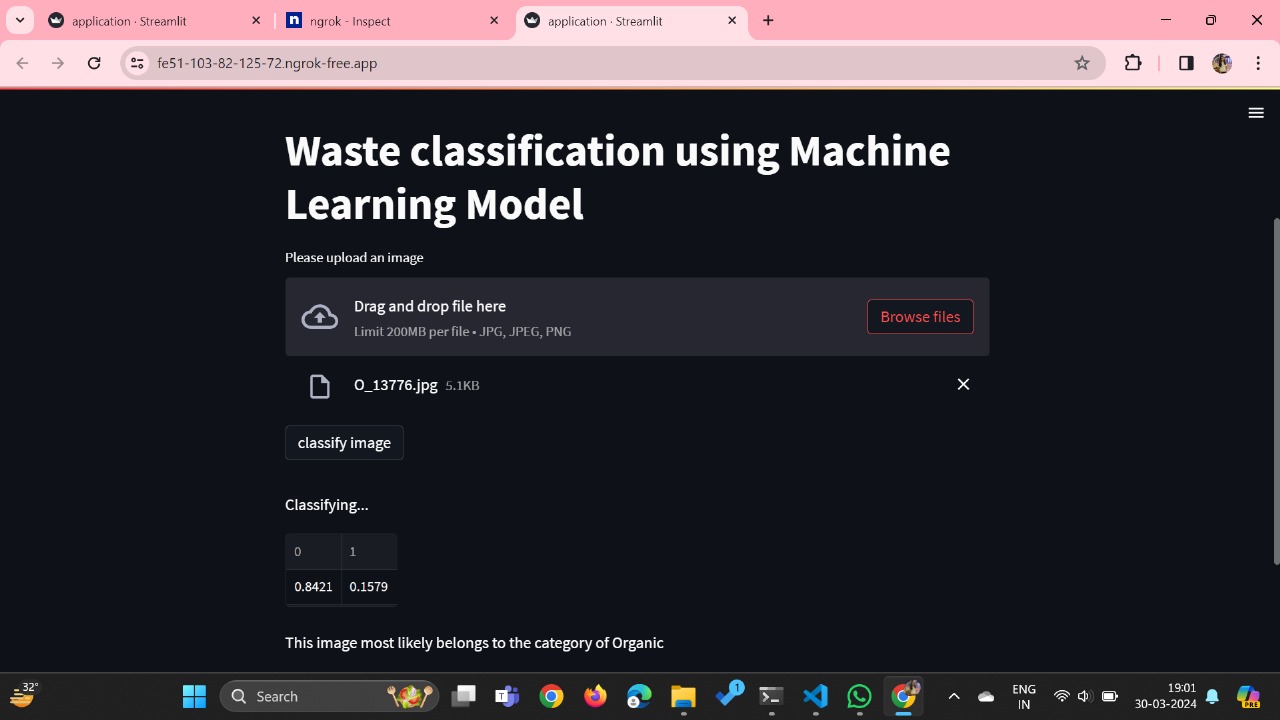 application · Streamlit
ngrok - Inspect
application · Streamlit
fe51-103-82-125-72.ngrok-free.app
Waste classification using Machine
Learning Model
Please upload an image
Drag and drop file here
Limit 200MB per file • JPG, JPEG, PNG
Browse files
O_13776.jpg 5.1KB
classify image
Classifying...
0 1
0.8421 0.1579
This image most likely belongs to the category of Organic
32°
Search
1
ENG
IN
19:01
30-03-2024
PRE